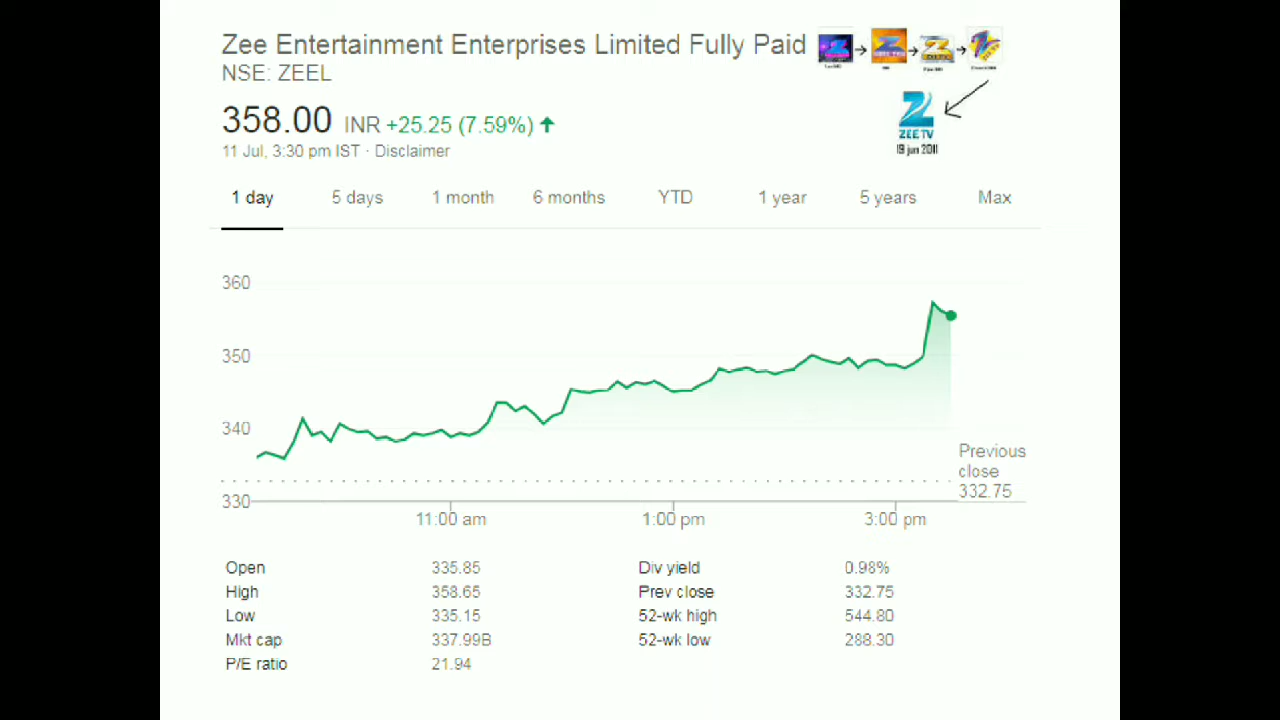 Zee Entertainment Enterprises Limited Fully Paid
NSE: ZEEL
358.00 INR +25.25 (7.59%)
11 Jul, 3:30 pm IST · Disclaimer
ZEE TV
19 jun 2011
1 day 5 days 1 month 6 months YTD 1 year 5 years Max
360
350
340
330
Previous
close
332.75
11:00 am 1:00 pm 3:00 pm
Open 335.85 Div yield 0.98%
High 358.65 Prev close 332.75
Low 335.15 52-wk high 544.80
Mkt cap 337.99B 52-wk low 288.30
P/E ratio 21.94